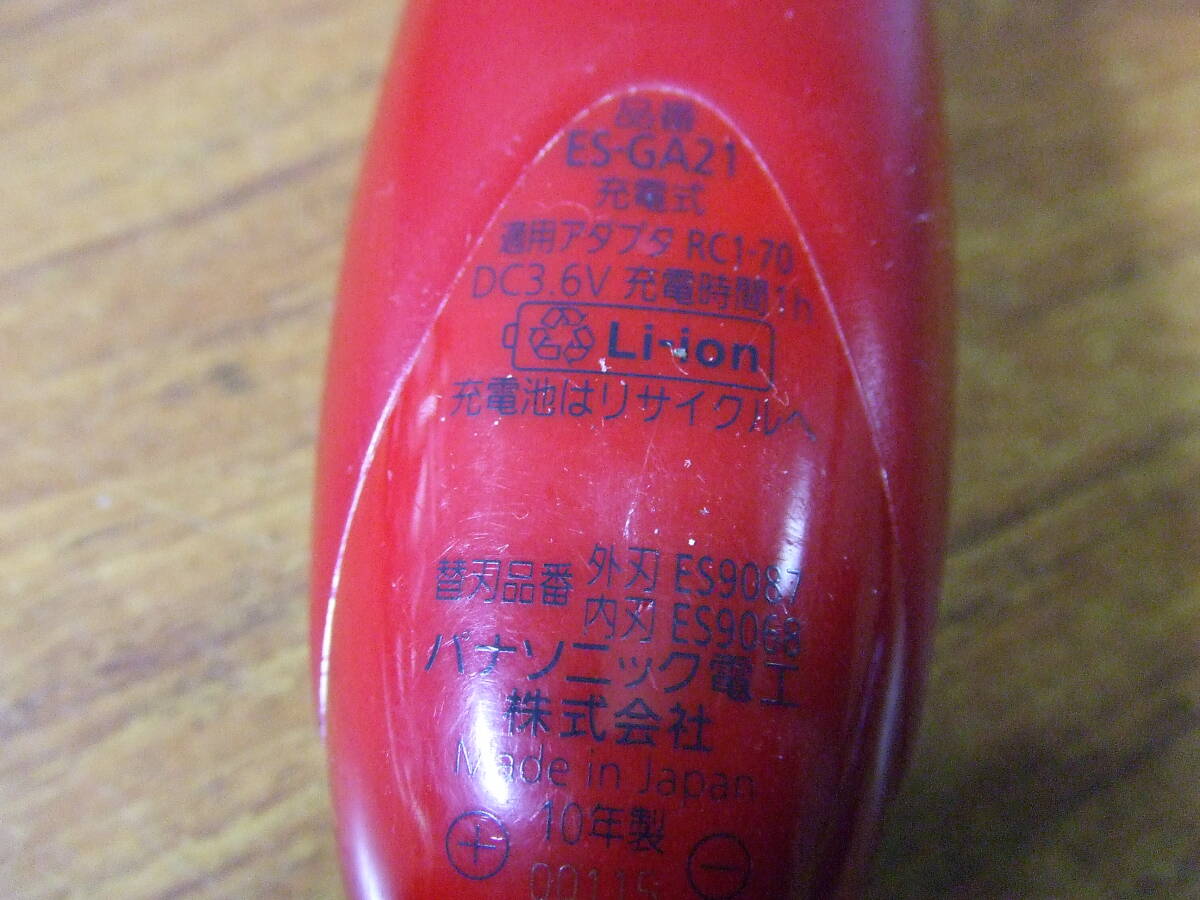 品番
ES-GA21
充電式
適用アダプタ RC1-70
DC3.6V 充電時間1h
Li-ion
充電池はリサイクルへ
替刃品番 外刃 ES9087
内刃 ES9068
パナソニック電工
株式会社
Made in Japan
10年製